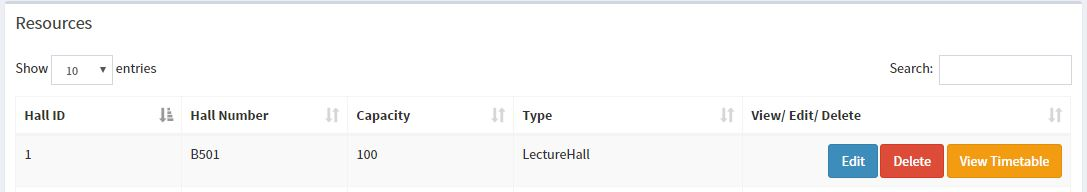 Resources
Show 10 entries Search:
Hall ID Hall Number Capacity Type View/ Edit/ Delete
1 B501 100 LectureHall Edit Delete View Timetable